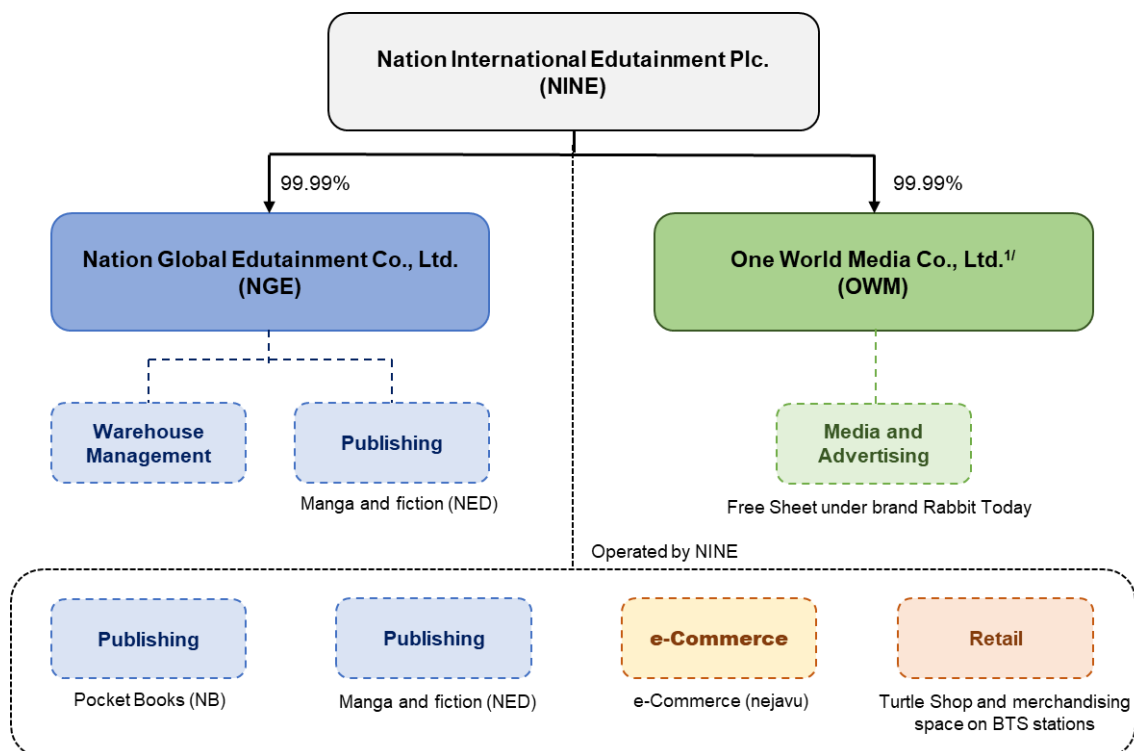 Nation International Edutainment Plc.
(NINE)
99.99%
99.99%
Nation Global Edutainment Co., Ltd.
(NGE)
One World Media Co., Ltd.1/
(OWM)
Warehouse
Management
Publishing
Manga and fiction (NED)
Media and
Advertising
Free Sheet under brand Rabbit Today
Operated by NINE
Publishing
Pocket Books (NB)
Publishing
Manga and fiction (NED)
e-Commerce
e-Commerce (nejavu)
Retail
Turtle Shop and merchandising
space on BTS stations